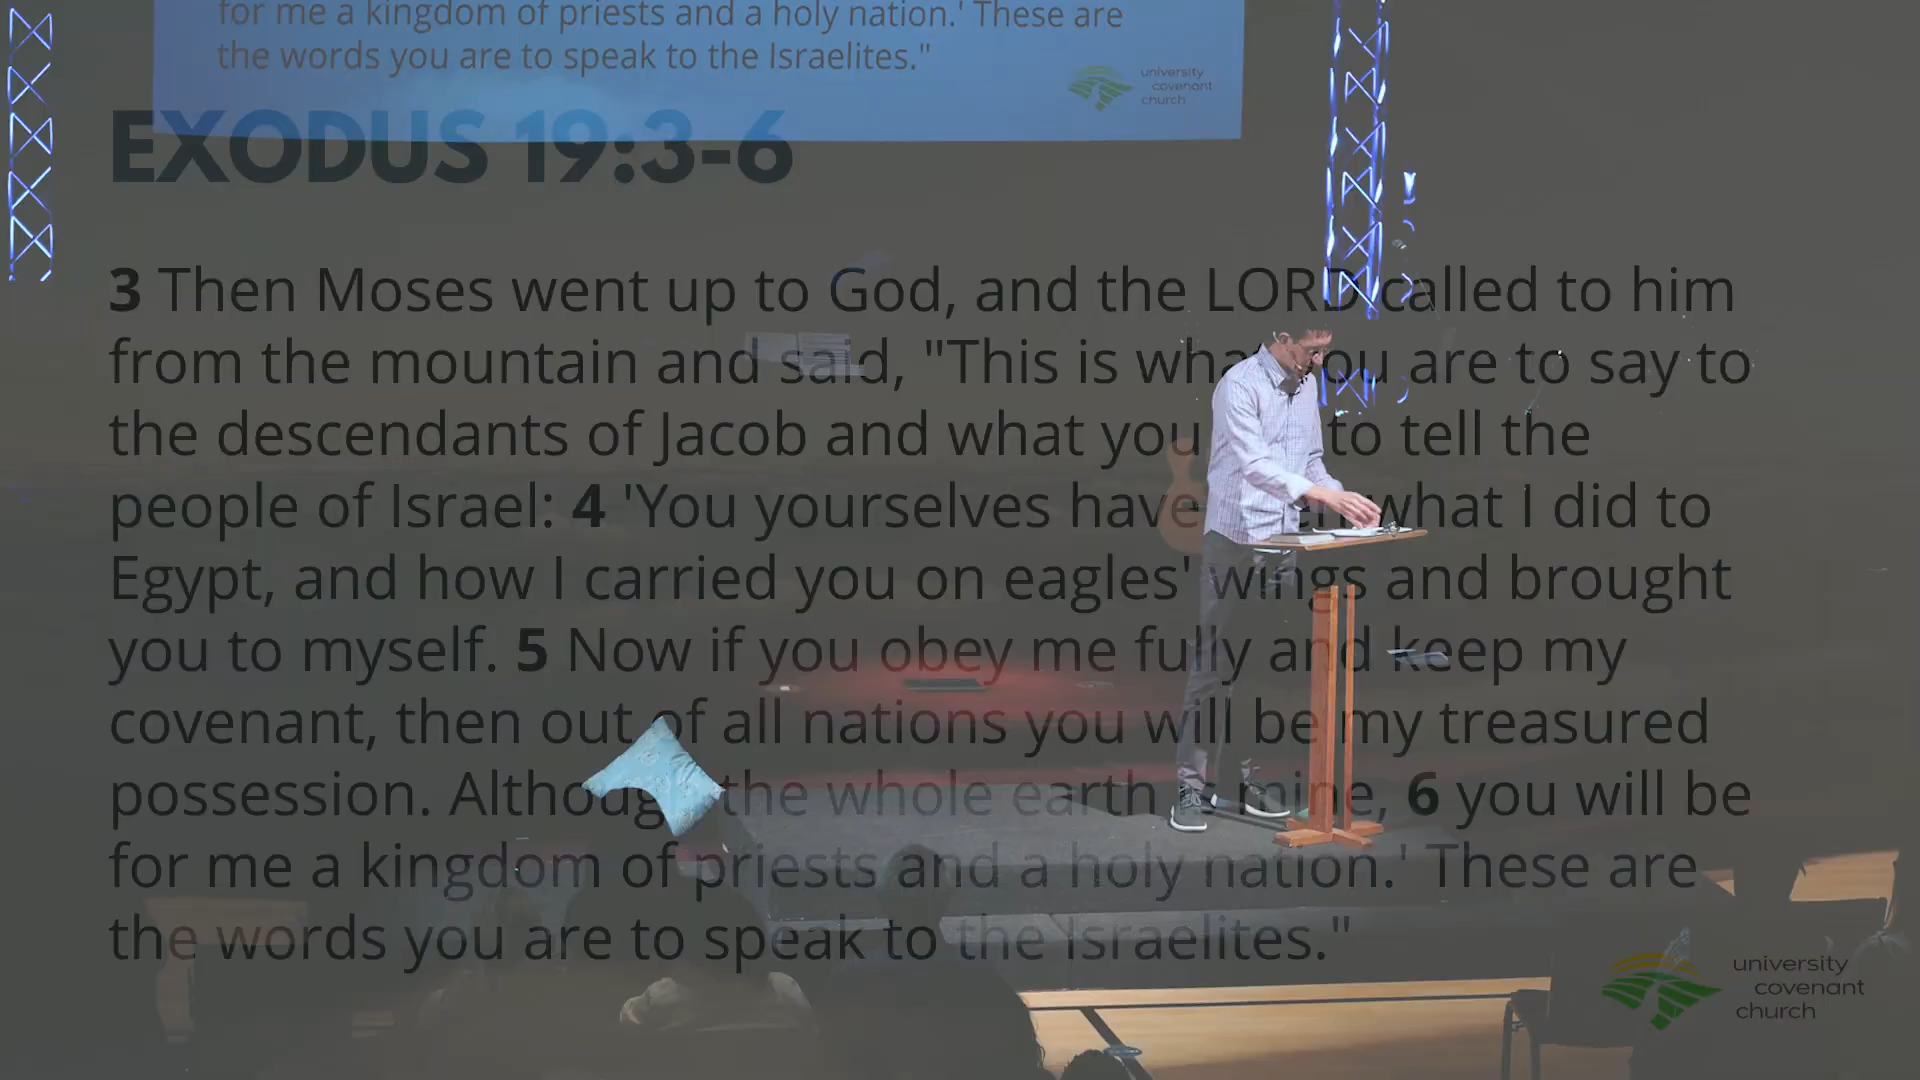 for me a kingdom of priests and a holy nation.' These are
the words you are to speak to the Israelites."
university
covenant
church
EXODUS 19:3-6
3 Then Moses went up to God, and the LORD called to him
from the mountain and said, "This is what you are to say to
the descendants of Jacob and what you to tell the
people of Israel: 4 'You yourselves have what I did to
Egypt, and how I carried you on eagles' wings and brought
you to myself. 5 Now if you obey me fully and keep my
covenant, then out of all nations you will be my treasured
possession. Although the whole earth is mine, 6 you will be
for me a kingdom of priests and a holy nation.' These are
the words you are to speak to the Israelites."
university
covenant
church